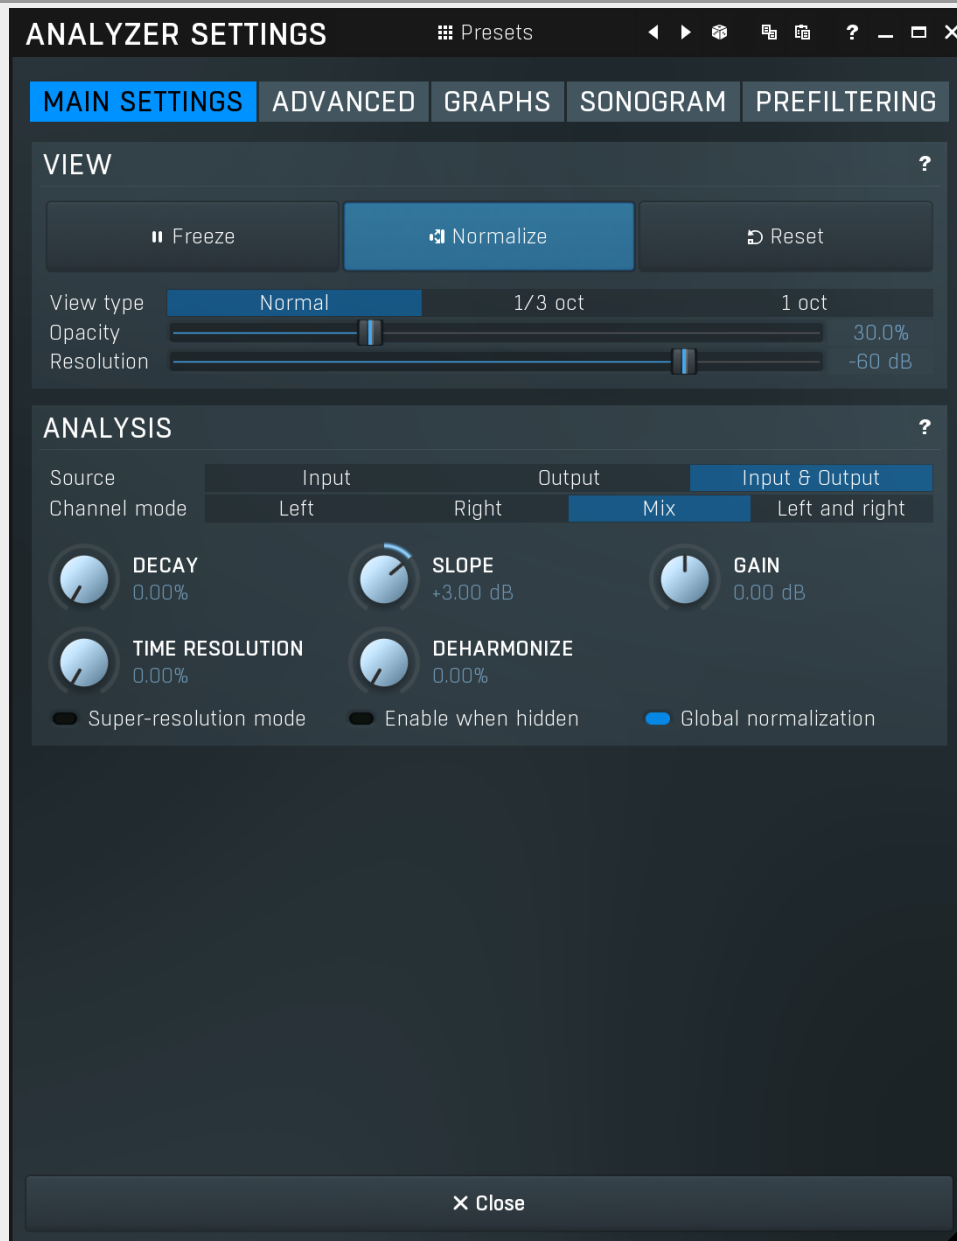 ANALYZER SETTINGS Presets ?
MAIN SETTINGS ADVANCED GRAPHS SONOGRAM PREFILTERING
VIEW ?
Freeze Normalize Reset
View type Normal 1/3 oct 1 oct
Opacity 30.0%
Resolution -60 dB
ANALYSIS ?
Source Input Output Input & Output
Channel mode Left Right Mix Left and right
DECAY SLOPE GAIN
0.00% +3.00 dB 0.00 dB
TIME RESOLUTION DEHARMONIZE
0.00% 0.00%
Super-resolution mode Enable when hidden Global normalization
Close